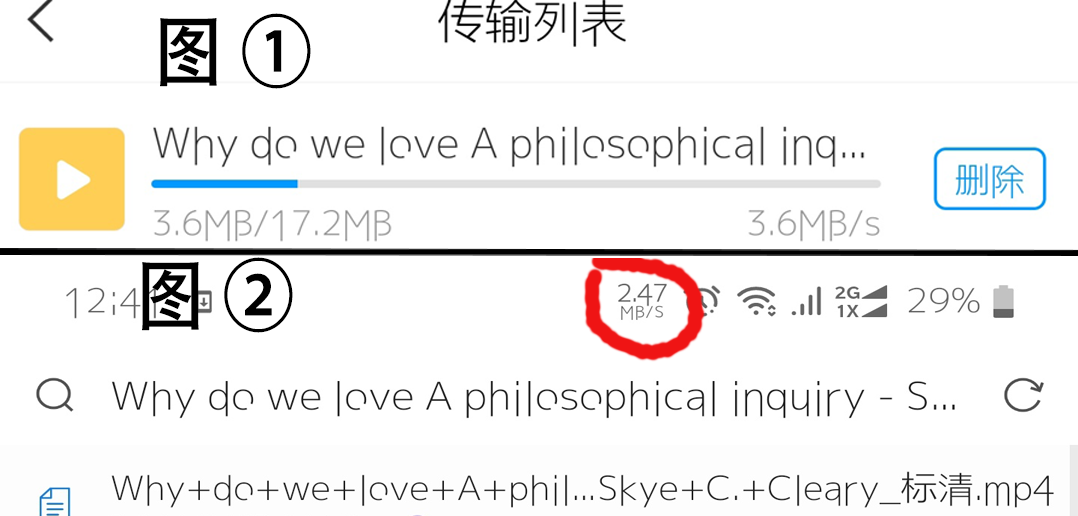 传输列表
图 ①
Why do we love A philosophical inq...
3.6MB/17.2MB 3.6MB/s
删除
图 ②
2.47
MB/S
2G
1X
29%
Why do we love A philosophical inquiry - S...
Why+do+we+love+A+phil...Skye+C.+Cleary_标清.mp4